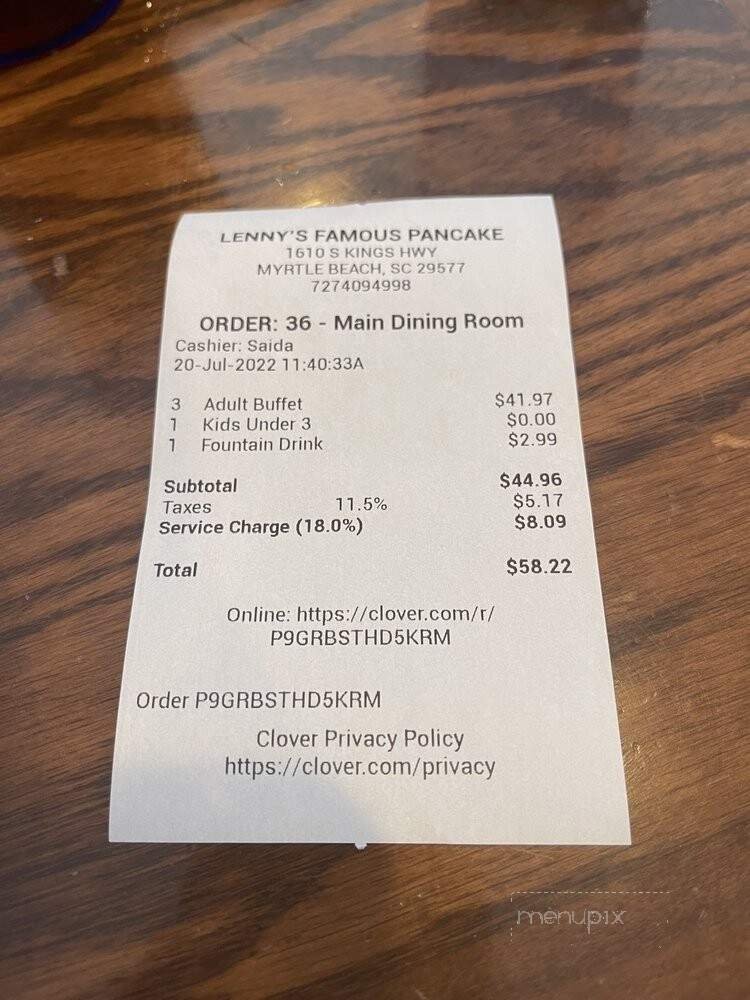 LENNY'S FAMOUS PANCAKE
1610 S KINGS HWY
MYRTLE BEACH, SC 29577
7274094998
ORDER: 36 - Main Dining Room
Cashier: Saida
20-Jul-2022 11:40:33A
3 Adult Buffet $41.97
1 Kids Under 3 $0.00
1 Fountain Drink $2.99
Subtotal $44.96
Taxes 11.5% $5.17
Service Charge (18.0%) $8.09
Total $58.22
Online: https://clover.com/r/
P9GRBSTHD5KRM
Order P9GRBSTHD5KRM
Clover Privacy Policy
https://clover.com/privacy
menupix